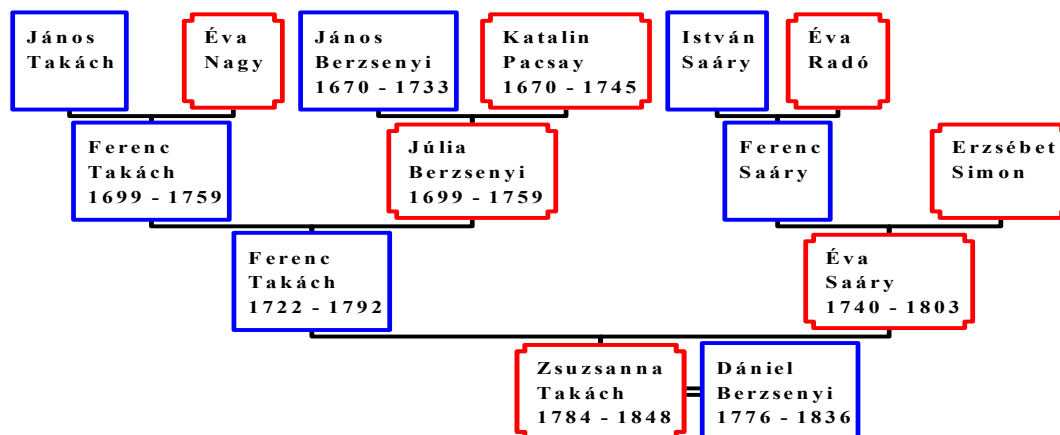 János
Takách
Éva
Nagy
János
Berzsenyi
1670 - 1733
Katalin
Pacsay
1670 - 1745
István
Saáry
Éva
Radó
Ferenc
Takách
1699 - 1759
Júlia
Berzsenyi
1699 - 1759
Ferenc
Saáry
Erzsébet
Simon
Ferenc
Takách
1722 - 1792
Éva
Saáry
1740 - 1803
Zsuzsanna
Takách
1784 - 1848
Dániel
Berzsenyi
1776 - 1836